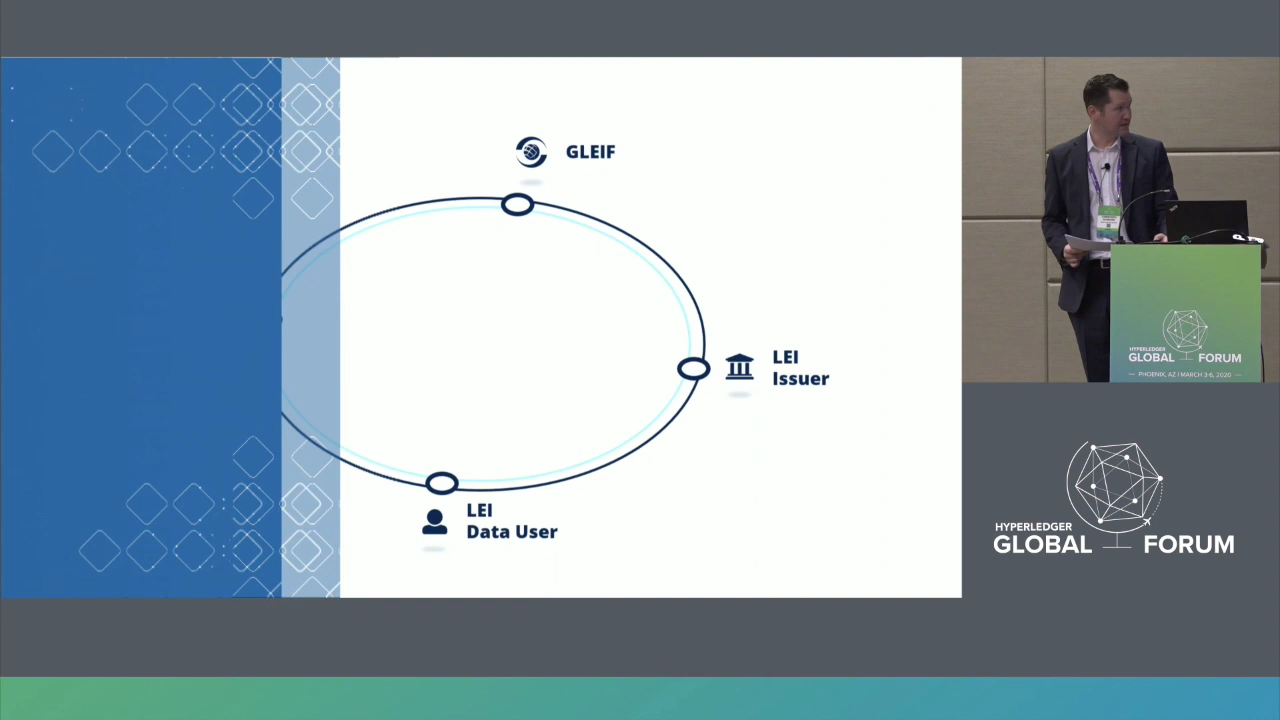 GLEIF
LEI
Issuer
LEI
Data User
HYPERLEDGER
GLOBAL FORUM
PHOENIX, AZ | MARCH 3-6, 2020
HYPERLEDGER
GLOBAL FORUM